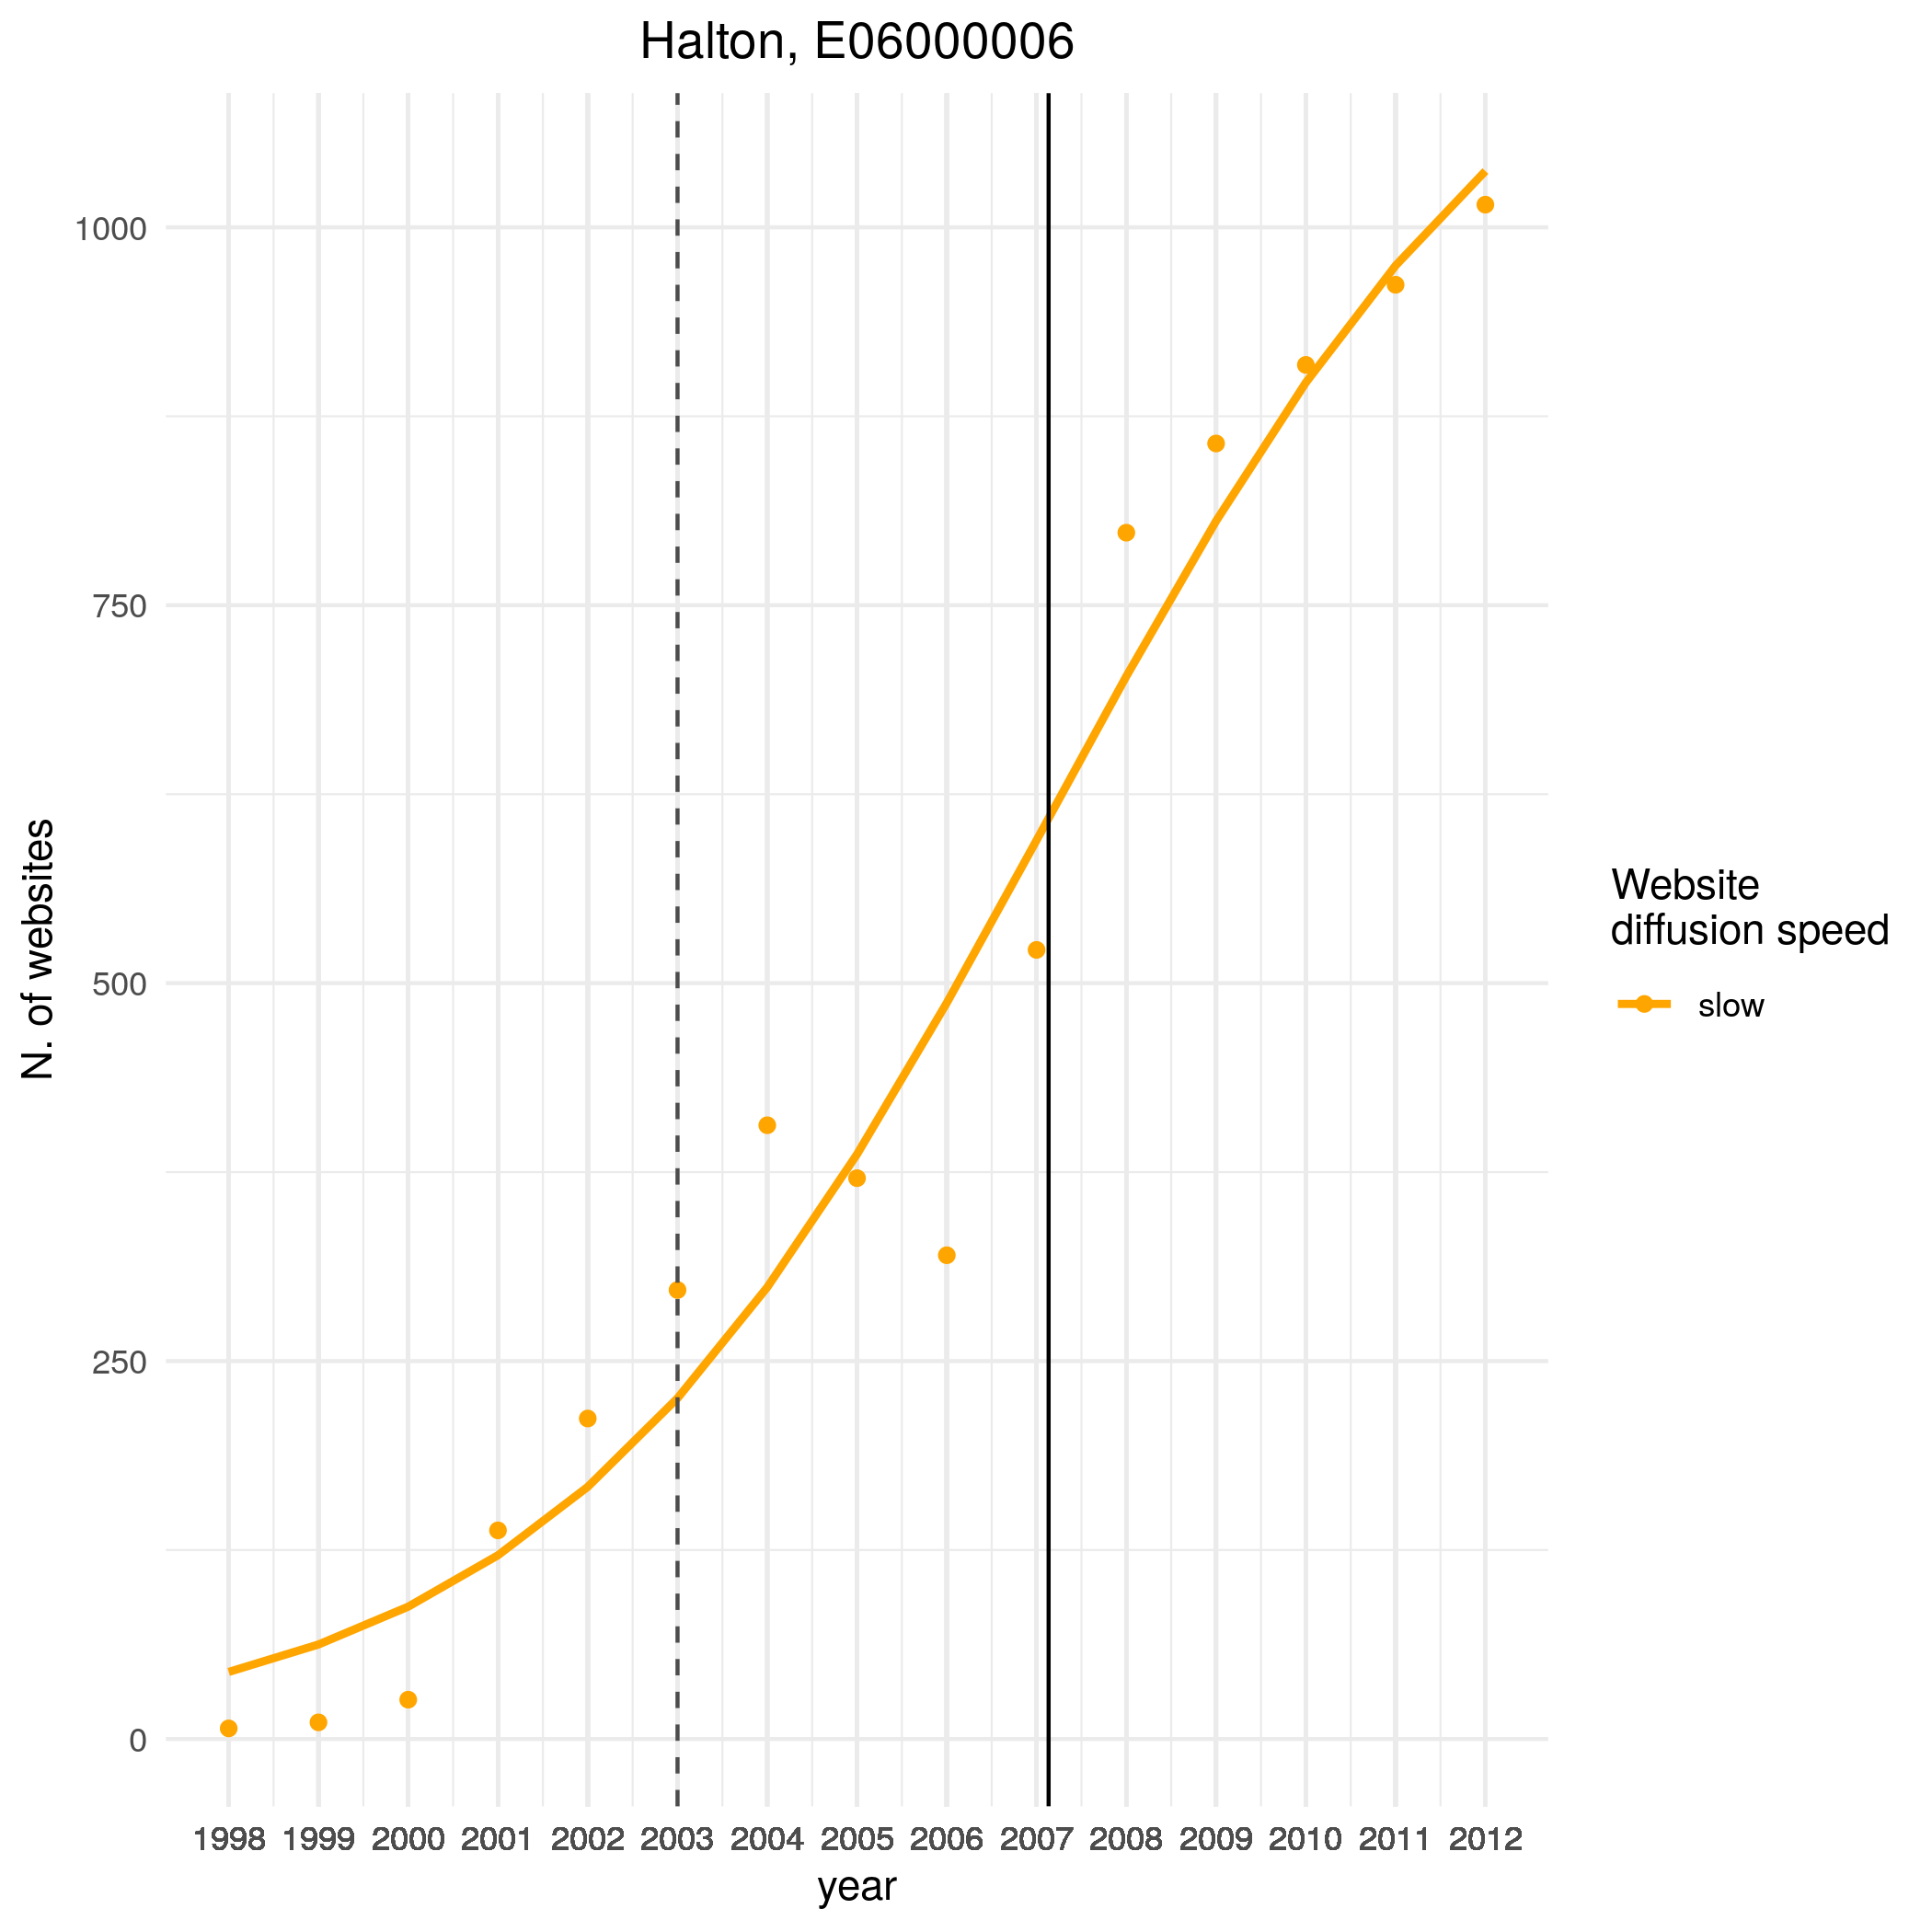 Halton, E06000006
1000
750
500
250
0
N. of websites
1998 1999 2000 2001 2002 2003 2004 2005 2006 2007 2008 2009 2010 2011 2012
year
Website
diffusion speed
slow